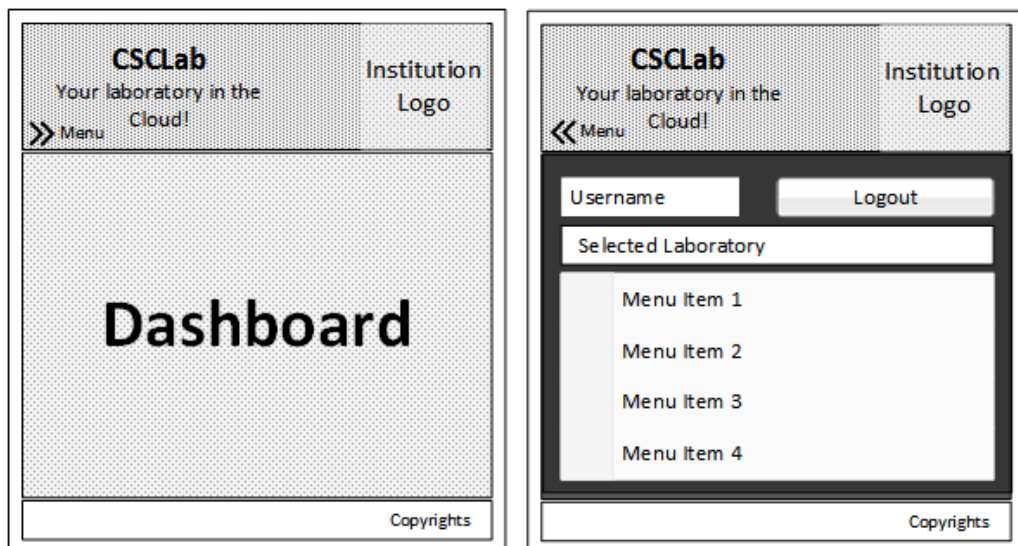 CSCLab
Your laboratory in the
Cloud!
Menu
Institution
Logo
Dashboard
Copyrights
CSCLab
Your laboratory in the
Cloud!
Menu
Institution
Logo
Username
Logout
Selected Laboratory
Menu Item 1
Menu Item 2
Menu Item 3
Menu Item 4
Copyrights